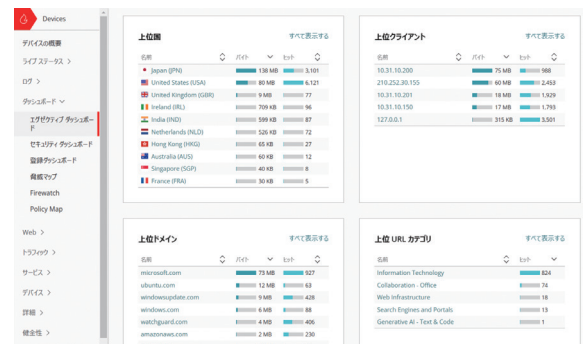 Devices
デバイスの概要
ライブ ステータス >
ログ >
ダッシュボード
エグゼクティブ ダッシュボード
セキュリティ ダッシュボード
登録ダッシュボード
脅威マップ
Firewatch
Policy Map
Web >
トラフィック >
サービス >
デバイス >
詳細 >
健全性 >
上位国 すべて表示する
名前 バイト ヒット
Japan (JPN) 138 MB 3,101
United States (USA) 80 MB 6,121
United Kingdom (GBR) 9 MB 77
Ireland (IRL) 709 KB 96
India (IND) 599 KB 87
Netherlands (NLD) 526 KB 72
Hong Kong (HKG) 65 KB 27
Australia (AUS) 60 KB 12
Singapore (SGP) 40 KB 8
France (FRA) 30 KB 5
上位クライアント すべて表示する
名前 バイト ヒット
10.31.10.200 75 MB 988
210.252.30.155 60 MB 2,453
10.31.10.201 18 MB 1,929
10.31.10.150 17 MB 1,793
127.0.0.1 315 KB 3,501
上位ドメイン すべて表示する
名前 バイト ヒット
microsoft.com 73 MB 927
ubuntu.com 12 MB 63
windowsupdate.com 9 MB 428
windows.com 6 MB 88
watchguard.com 4 MB 406
amazonaws.com 2 MB 230
上位 URL カテゴリ すべて表示する
名前 ヒット
Information Technology 824
Collaboration - Office 74
Web Infrastructure 18
Search Engines and Portals 13
Generative AI - Text & Code 1